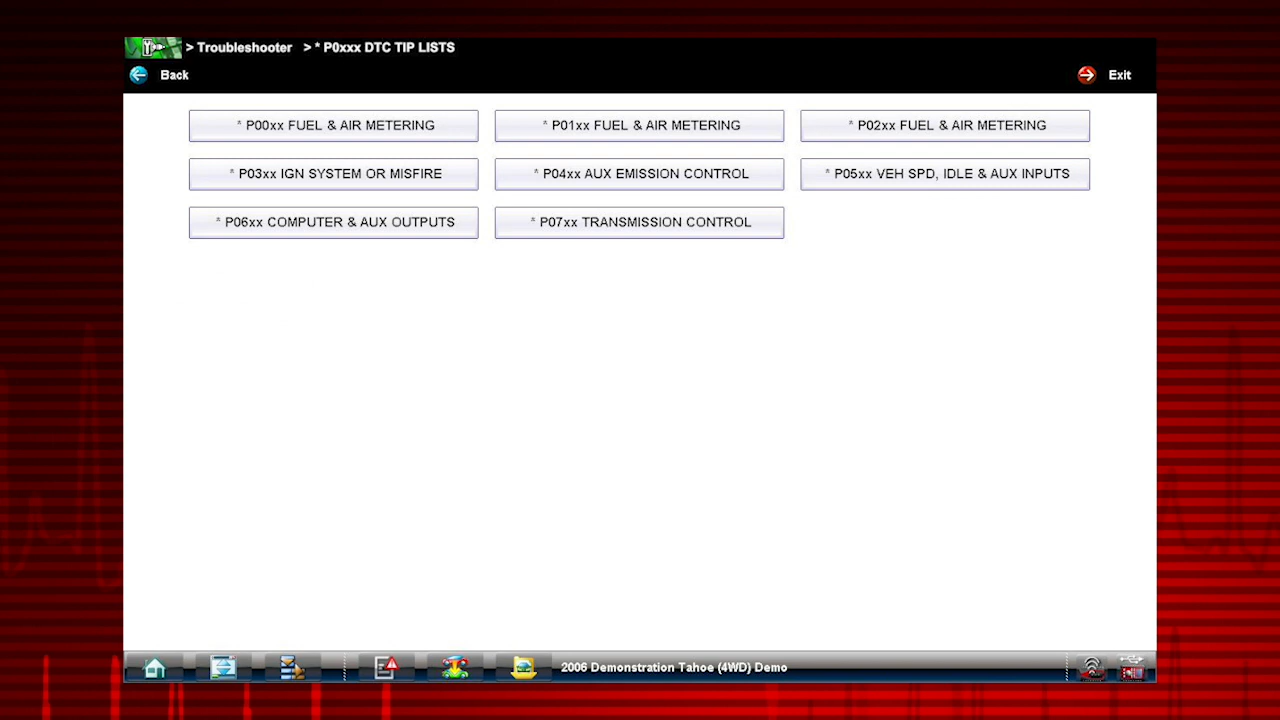 > Troubleshooter > * P0xxx DTC TIP LISTS
Back
Exit
* P00xx FUEL & AIR METERING
* P01xx FUEL & AIR METERING
* P02xx FUEL & AIR METERING
* P03xx IGN SYSTEM OR MISFIRE
* P04xx AUX EMISSION CONTROL
* P05xx VEH SPD, IDLE & AUX INPUTS
* P06xx COMPUTER & AUX OUTPUTS
* P07xx TRANSMISSION CONTROL
2006 Demonstration Tahoe (4WD) Demo